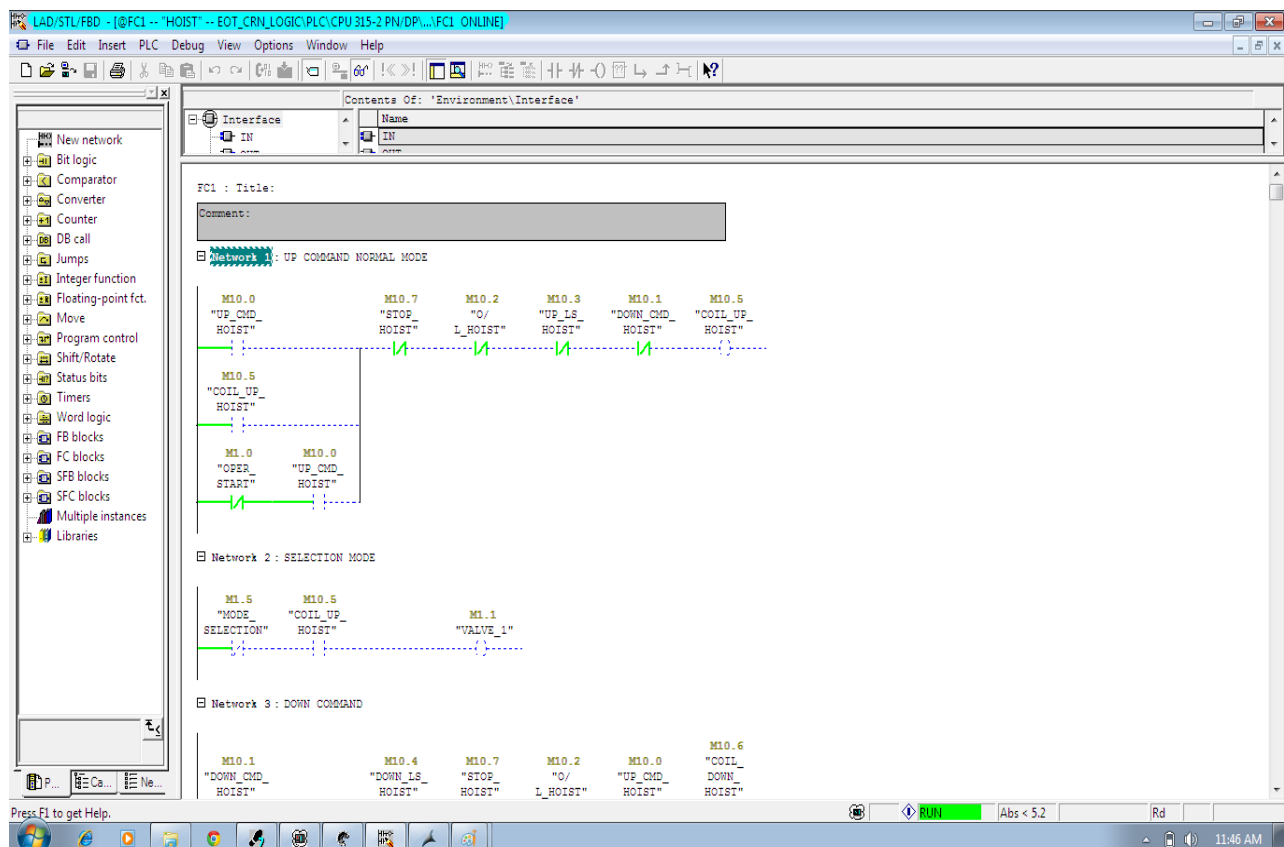 LAD/STL/FBD - [@FC1 -- "HOIST" -- EOT_CRN_LOGIC\PLC\CPU 315-2 PN/DP\...\FC1 ONLINE]
File Edit Insert PLC Debug View Options Window Help
Contents Of: 'Environment\Interface'
Interface
IN
Name
IN
New network
Bit logic
Comparator
Converter
Counter
DB call
Jumps
Integer function
Floating-point fct.
Move
Program control
Shift/Rotate
Status bits
Timers
Word logic
FB blocks
FC blocks
SFB blocks
SFC blocks
Multiple instances
Libraries
P... Ca... Ne...
FC1 : Title:
Comment:
Network 1: UP COMMAND NORMAL MODE
M10.0 M10.7 M10.2 M10.3 M10.1 M10.5
"UP_CMD_ "STOP_ "O/ "UP_LS_ "DOWN_CMD_ "COIL_UP_
HOIST" HOIST" L_HOIST" HOIST" HOIST" HOIST"
M10.5
"COIL_UP_
HOIST"
M1.0 M10.0
"OPER_ "UP_CMD_
START" HOIST"
Network 2 : SELECTION MODE
M1.5 M10.5
"MODE_ "COIL_UP_ M1.1
SELECTION" HOIST" "VALVE_1"
Network 3 : DOWN COMMAND
M10.6
M10.1 M10.4 M10.7 M10.2 M10.0 "COIL_
"DOWN_CMD_ "DOWN_LS_ "STOP_ "O/ "UP_CMD_ DOWN_
HOIST" HOIST" HOIST" L_HOIST" HOIST" HOIST"
Press F1 to get Help.
RUN
Abs < 5.2
Rd
11:46 AM